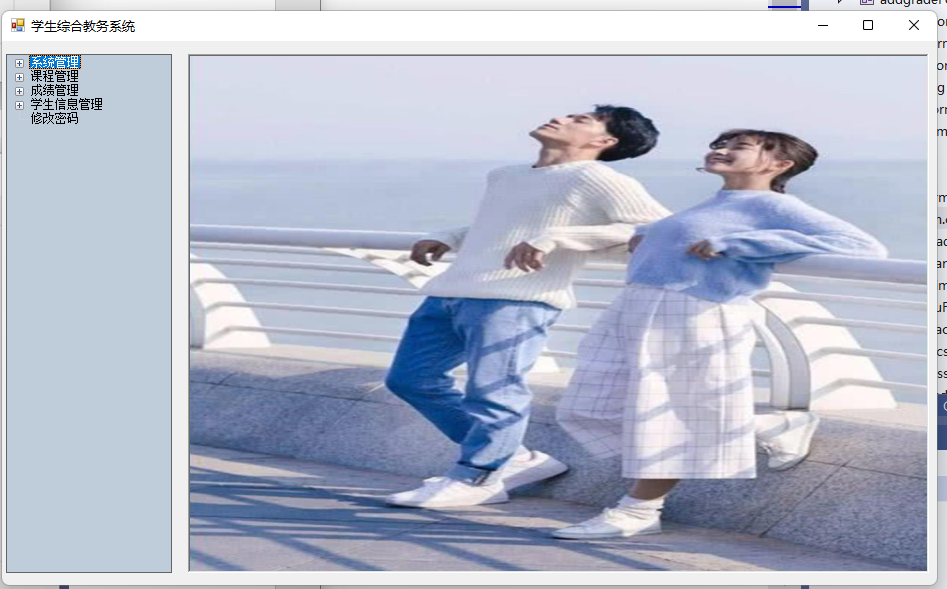 学生综合教务系统
系统管理
课程管理
成绩管理
学生信息管理
修改密码